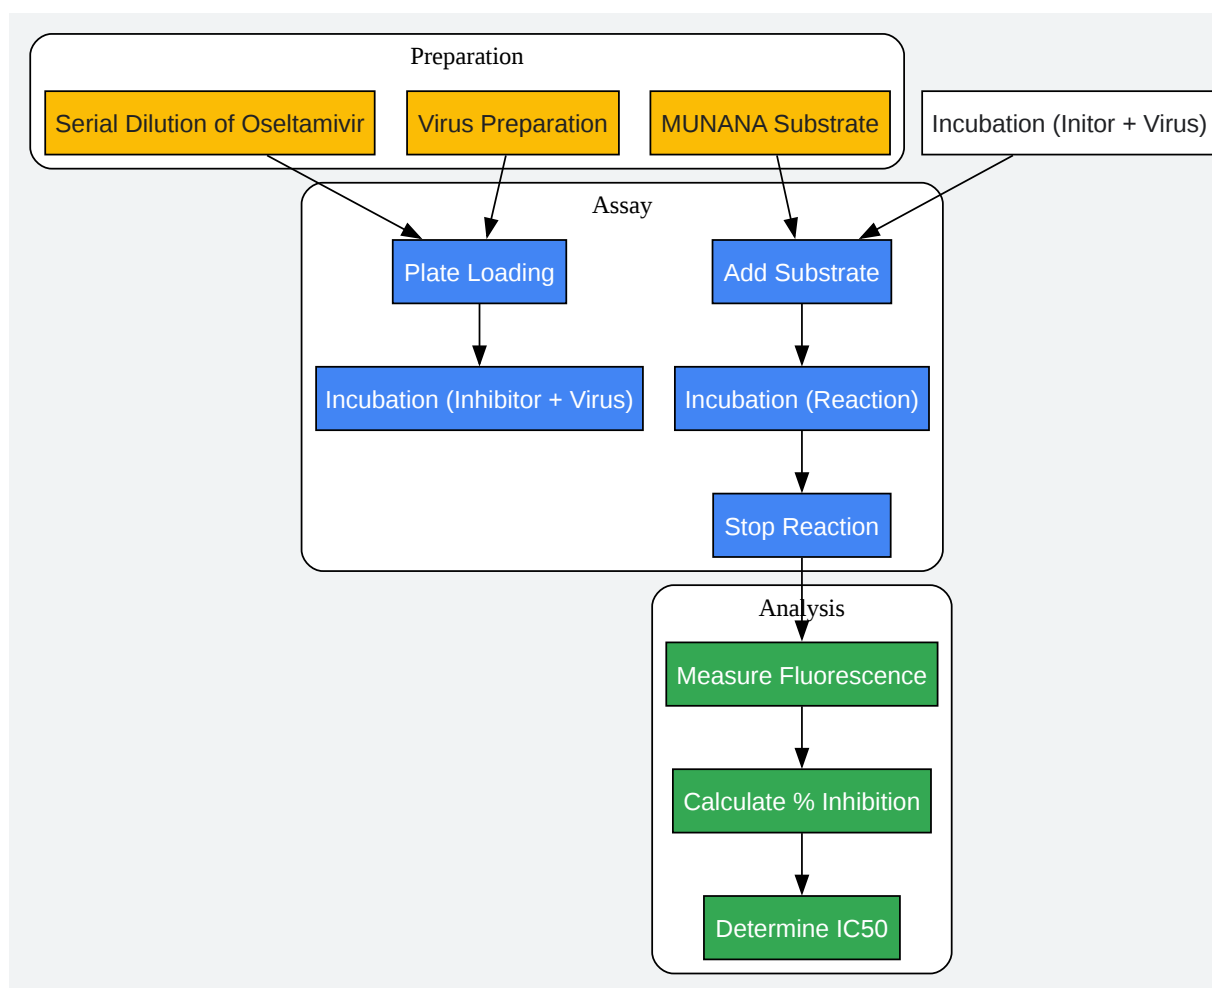 Preparation
Serial Dilution of Oseltamivir
Virus Preparation
MUNANA Substrate
Incubation (Initor + Virus)
Assay
Plate Loading
Add Substrate
Incubation (Inhibitor + Virus)
Incubation (Reaction)
Stop Reaction
Analysis
Measure Fluorescence
Calculate % Inhibition
Determine IC50